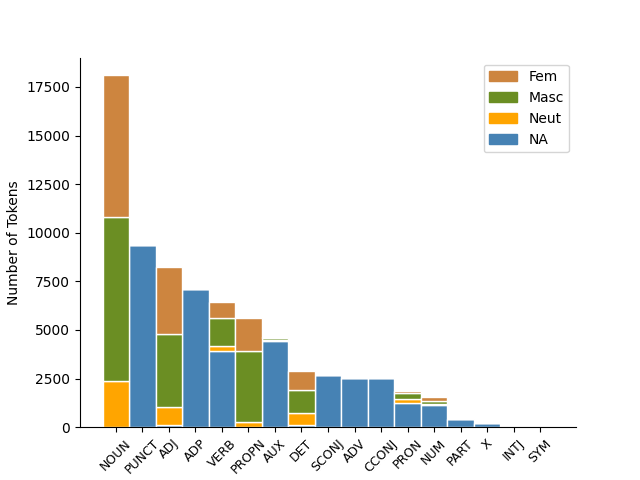 Fem
Masc
Neut
NA
Number of Tokens
17500
15000
12500
10000
7500
5000
2500
0
NOUN
PUNCT
ADJ
ADP
VERB
PROPN
AUX
DET
SCONJ
ADV
CCONJ
PRON
NUM
PART
X
INTJ
SYM